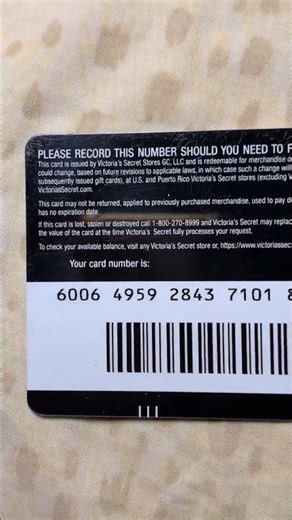 PLEASE RECORD THIS NUMBER SHOULD YOU NEED TO
This card is issued by Victoria's Secret Stores GC, LLC and is redeemable for merchandise
could change, based on future revisions to applicable laws, in which case such a change will
subsequently issued gift cards), at U.S. and Puerto Rico Victoria's Secret stores (excluding
VictoriasSecret.com.
This card may not be returned, applied to previously purchased merchandise, used to pay
has no expiration date
If this card is lost, stolen or destroyed call 1-800-270-8999 and Victoria's Secret may
the value of the card at the time Victoria's Secret fully processes your request.
To check your available balance, visit any Victoria's Secret store or,
Your card number is:
6006 4959 2843 7101